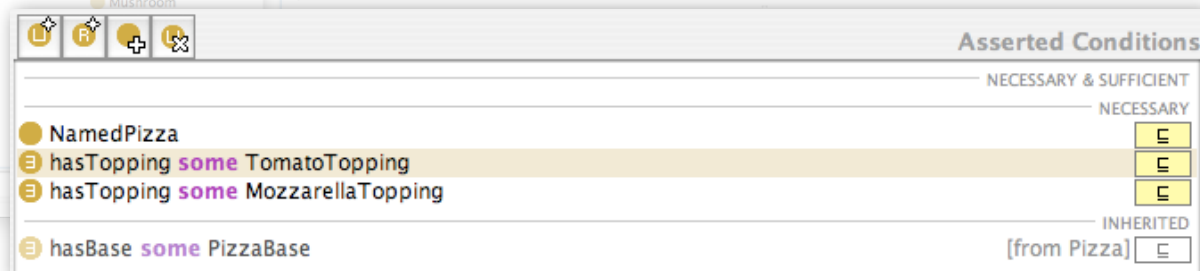 Mushroom
Asserted Conditions
NECESSARY & SUFFICIENT
NECESSARY
NamedPizza ⊑
∃ hasTopping some TomatoTopping ⊑
∃ hasTopping some MozzarellaTopping ⊑
INHERITED
∃ hasBase some PizzaBase [from Pizza] ⊑